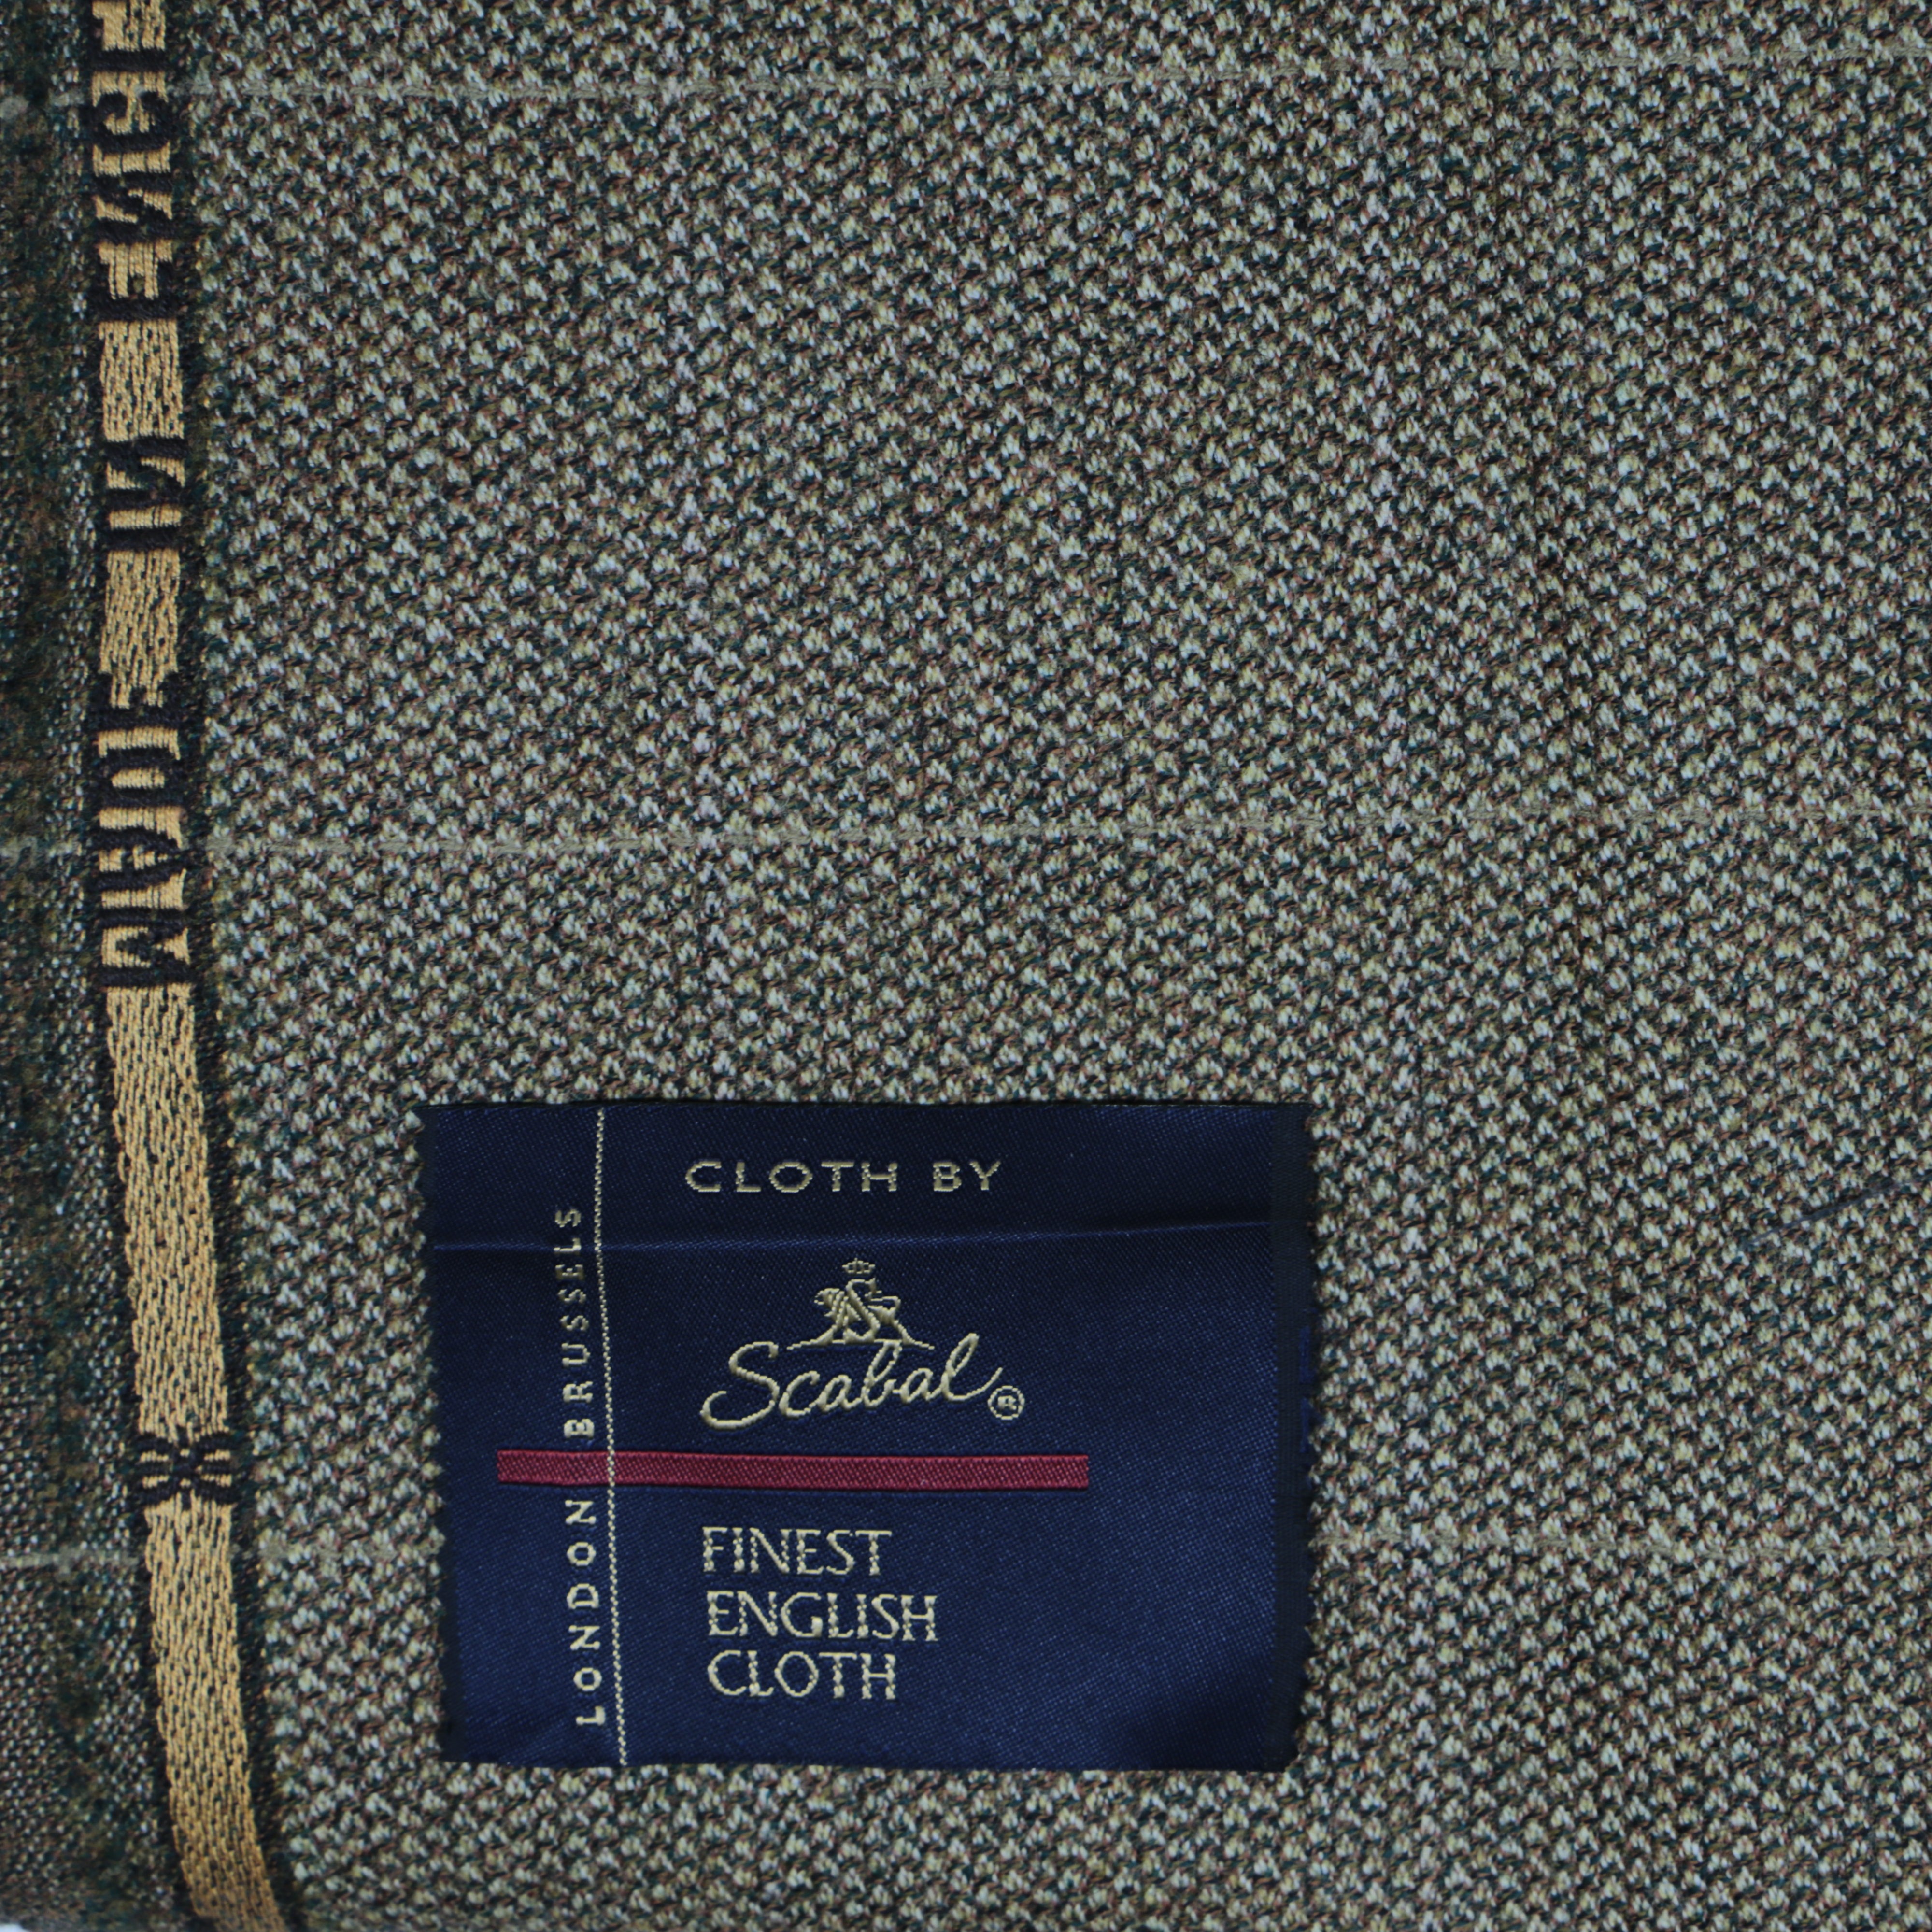 CLOTH BY
Scabal®
FINEST
ENGLISH
CLOTH
LONDON BRUSSELS